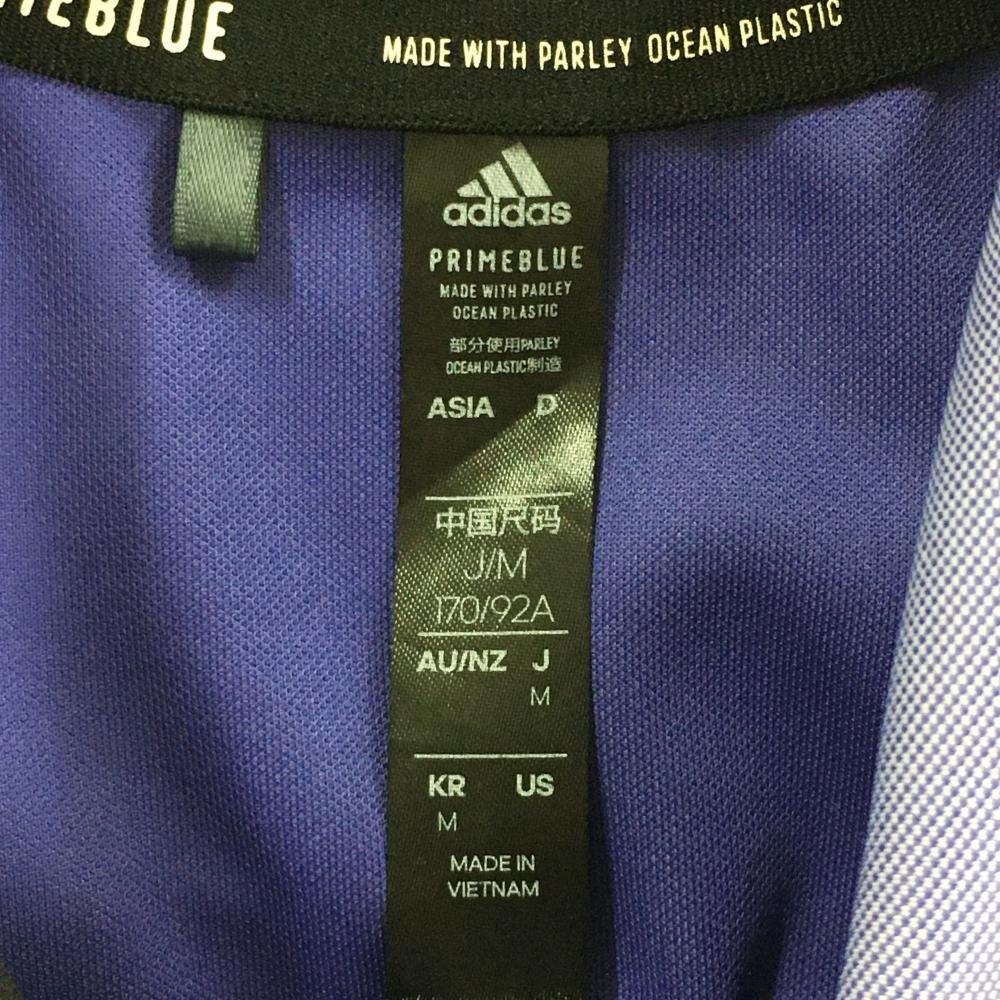 MEBLUE
MADE WITH PARLEY OCEAN PLASTIC
adidas
PRIMEBLUE
MADE WITH PARLEY
OCEAN PLASTIC
部分使用PARLEY
OCEAN PLASTIC制造
ASIA D
中国尺码
J/M
170/92A
AU/NZ J
M
KR US
M
MADE IN
VIETNAM